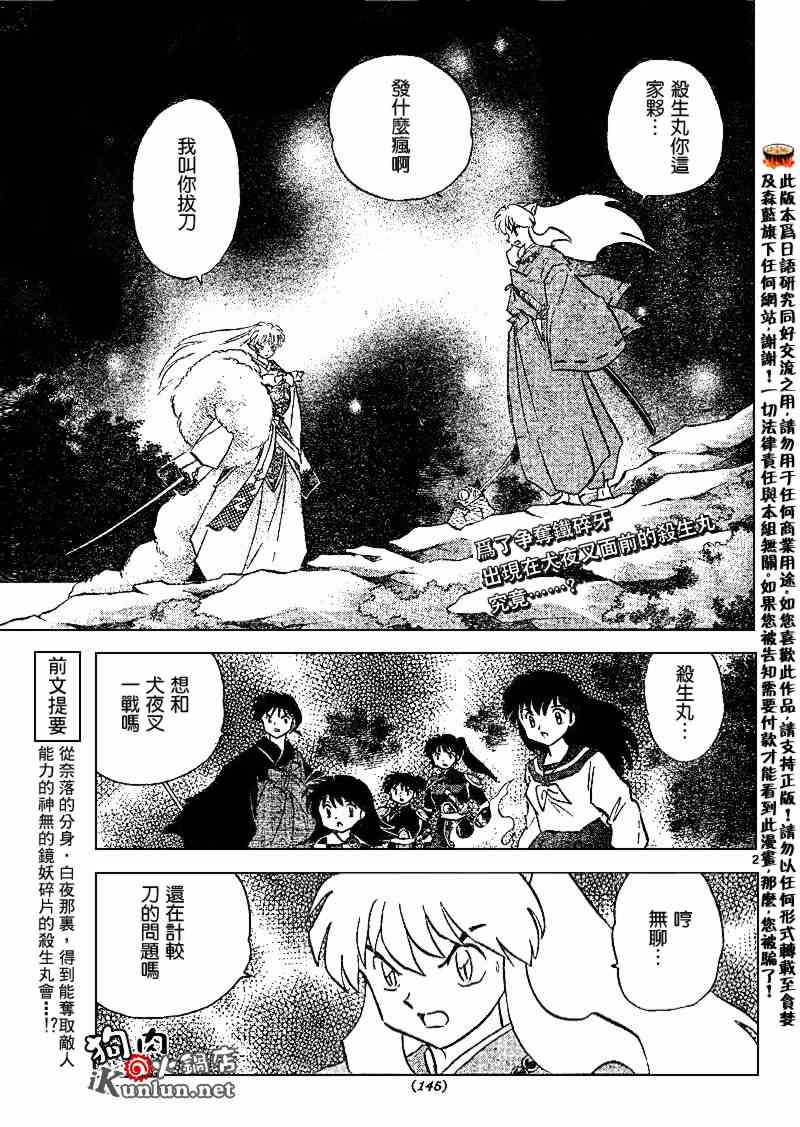 殺生丸你這
家夥…
發什麼瘋啊
我叫你拔刀
爲了争奪鐵碎牙
出現在犬夜叉面前的殺生丸
究竟……?
殺生丸…
想和
犬夜叉
一戰嗎
2
哼
無聊…
還在計較
刀的問題嗎
前文提要
從奈落的分身，白夜那裏，得到能奪取敵人
能力的神無的鏡妖碎片的殺生丸會…!?
(145)
狗肉火鍋店
iKunlun.net
此版本爲日語研究同好交流之用，請勿用于任何商業用途。如您喜歡此作品，請支持正版！請勿以任何形式轉載至貪婪
及森藍旗下任何網站，謝謝！一切法律責任與本組無關。如果您被告知需要付款才能看到此漫畫，那麼，您被騙了！